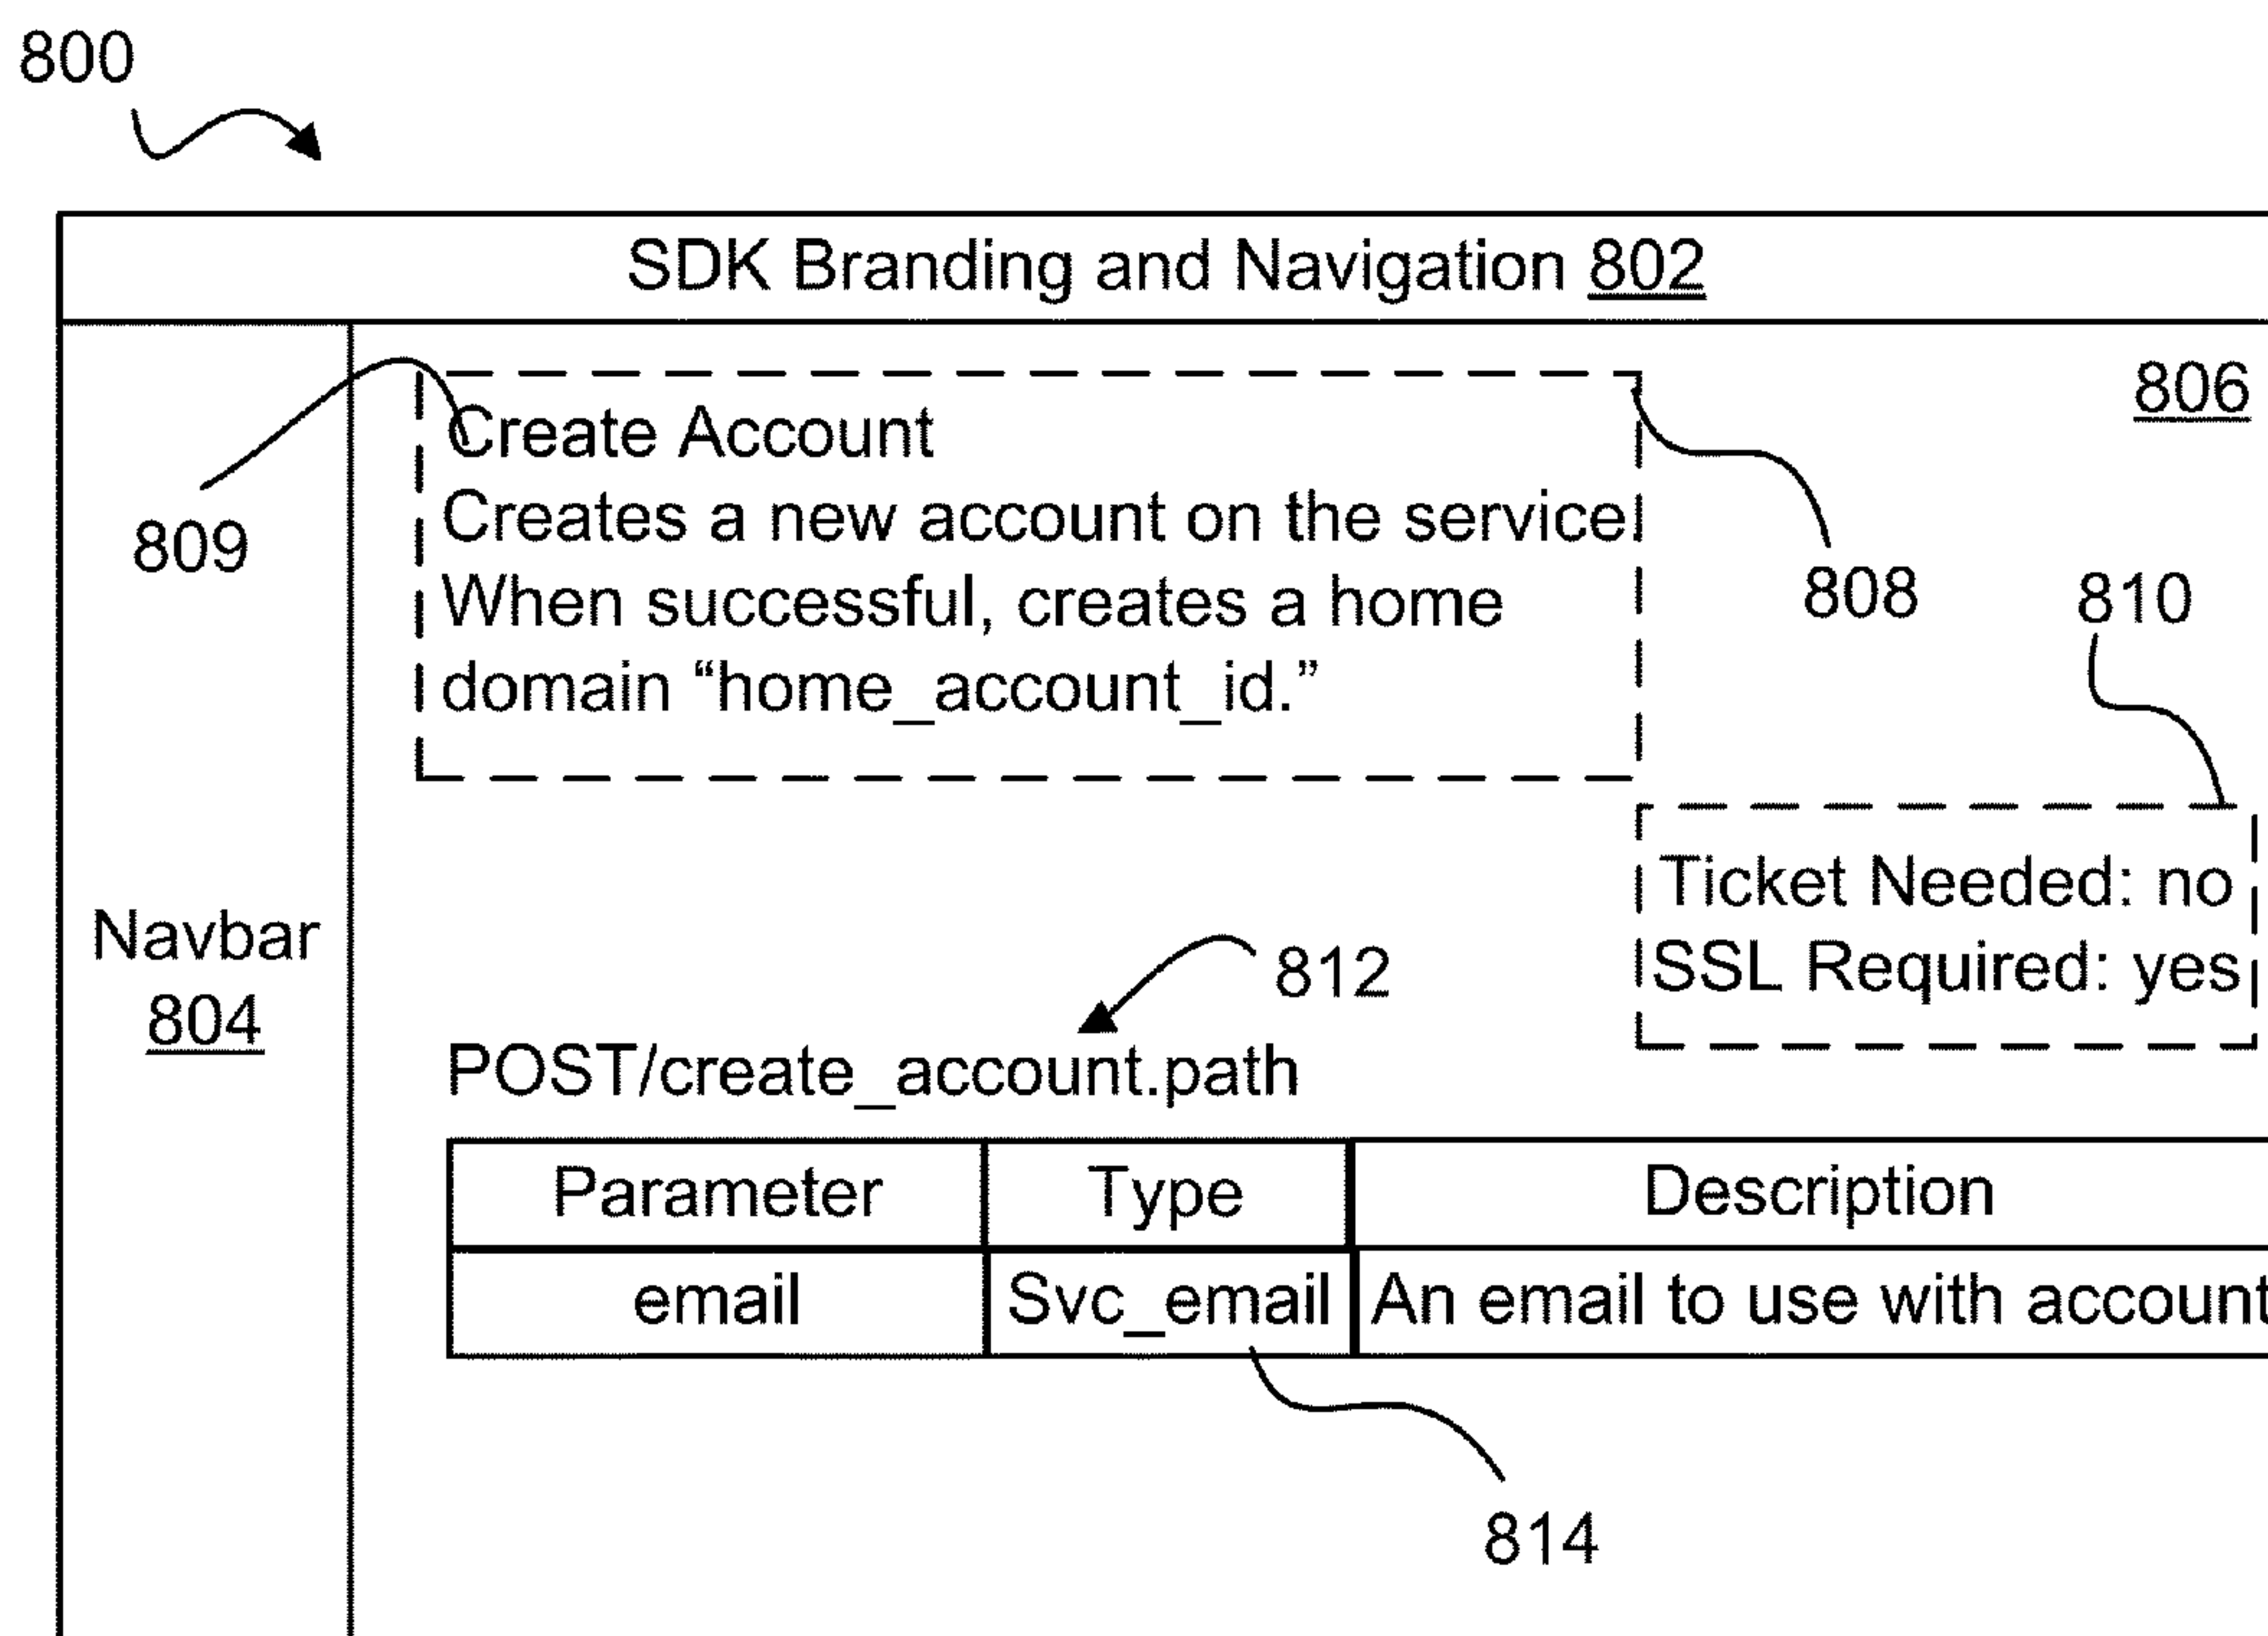 800
SDK Branding and Navigation 802
806
Create Account
Creates a new account on the service.
When successful, creates a home
domain “home_account_id.”
809
808
810
Ticket Needed: no
SSL Required: yes
Navbar
804
812
POST/create_account.path
Parameter Type Description
email Svc_email An email to use with account
814